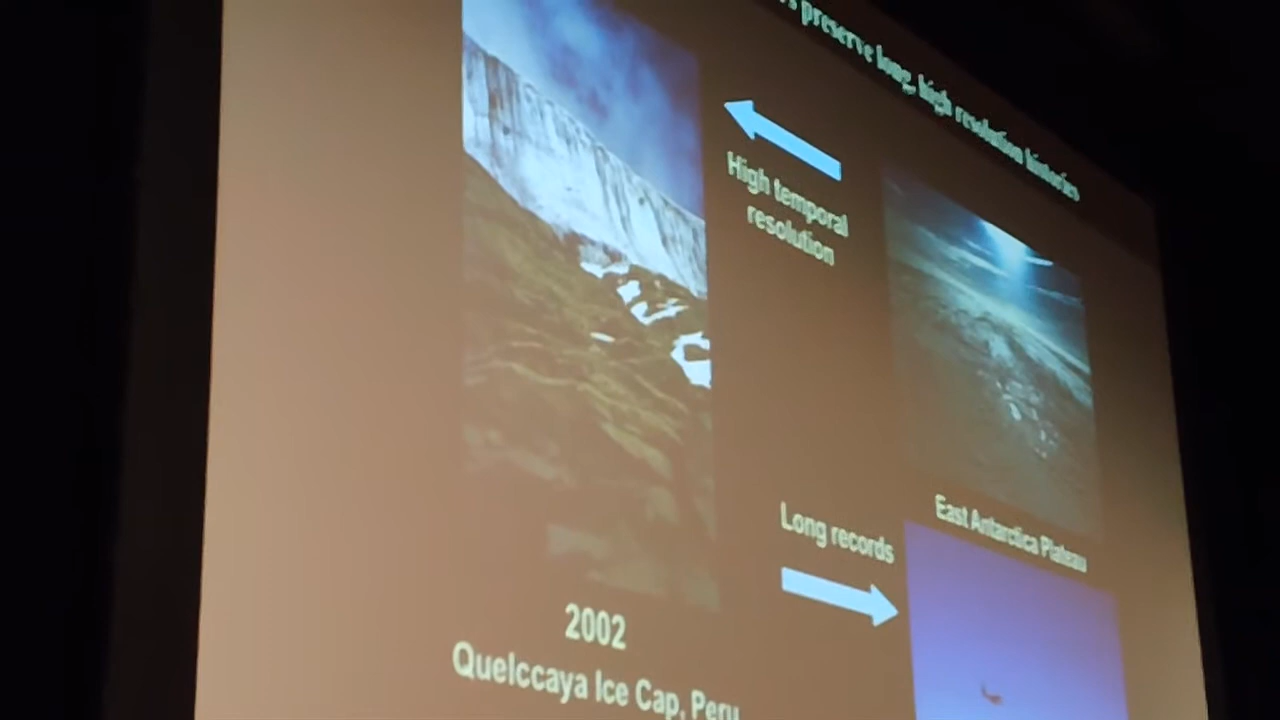 preserve long, high resolution histories
High temporal
resolution
East Antarctica Plateau
Long records
2002
Quelccaya Ice Cap, Peru